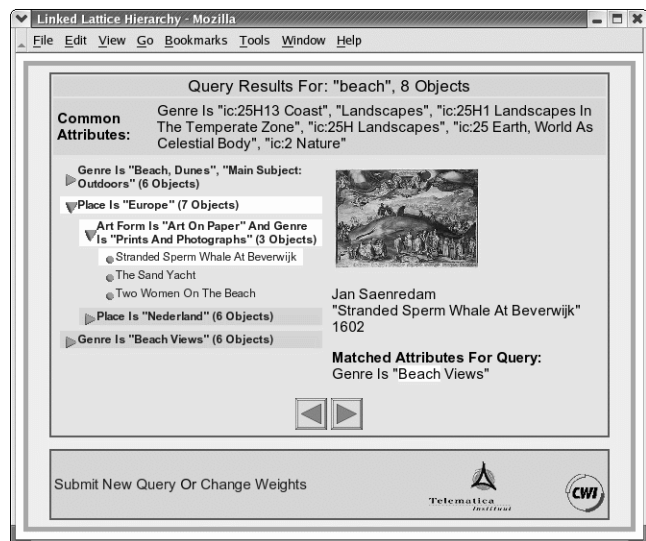 Linked Lattice Hierarchy - Mozilla
File Edit View Go Bookmarks Tools Window Help
Query Results For: "beach", 8 Objects
Common Attributes:
Genre Is "ic:25H13 Coast", "Landscapes", "ic:25H1 Landscapes In
The Temperate Zone", "ic:25H Landscapes", "ic:25 Earth, World As
Celestial Body", "ic:2 Nature"
Genre Is "Beach, Dunes", "Main Subject:
Outdoors" (6 Objects)
Place Is "Europe" (7 Objects)
Art Form Is "Art On Paper" And Genre
Is "Prints And Photographs" (3 Objects)
Stranded Sperm Whale At Beverwijk
The Sand Yacht
Two Women On The Beach
Place Is "Nederland" (6 Objects)
Genre Is "Beach Views" (6 Objects)
Jan Saenredam
"Stranded Sperm Whale At Beverwijk"
1602
Matched Attributes For Query:
Genre Is "Beach Views"
Submit New Query Or Change Weights
Telematica
Instituut
CWI